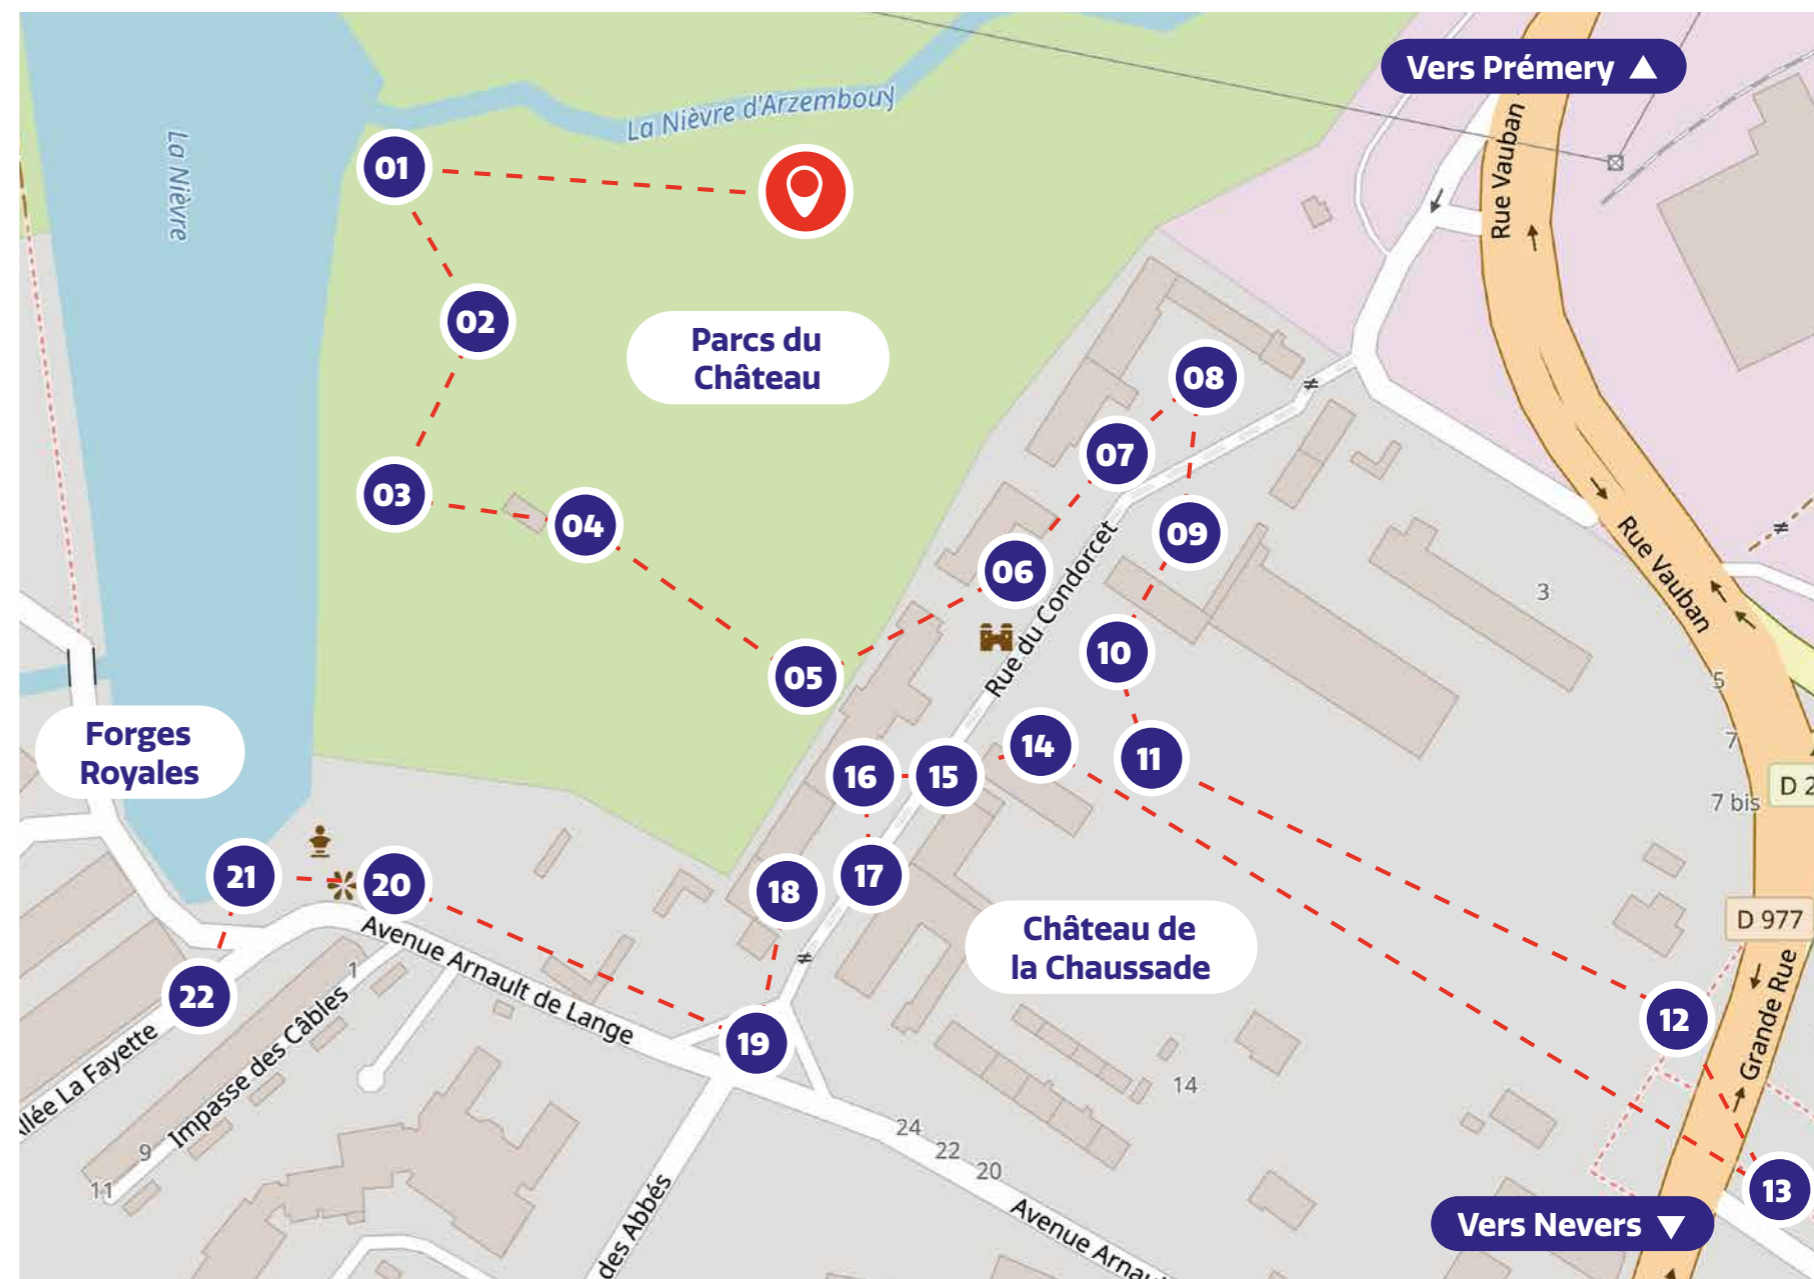 Vers Prémery
La Nièvre d'Arzembouy
La Nièvre
Rue Vauban
01
02
Parcs du
Château
08
07
03
04
09
06
Rue du Condorcet
Rue Vauban
3
10
05
5
Forges
Royales
14
11
7
16
15
D 2
7 bis
21
20
18
17
Avenue Arnault de Lange
Château de
la Chaussade
D 977
Grande Rue
1
22
12
19
Allée La Fayette
Impasse des Câbles
14
24
22
20
9
11
13
des Abbés
Avenue Arnau
Vers Nevers